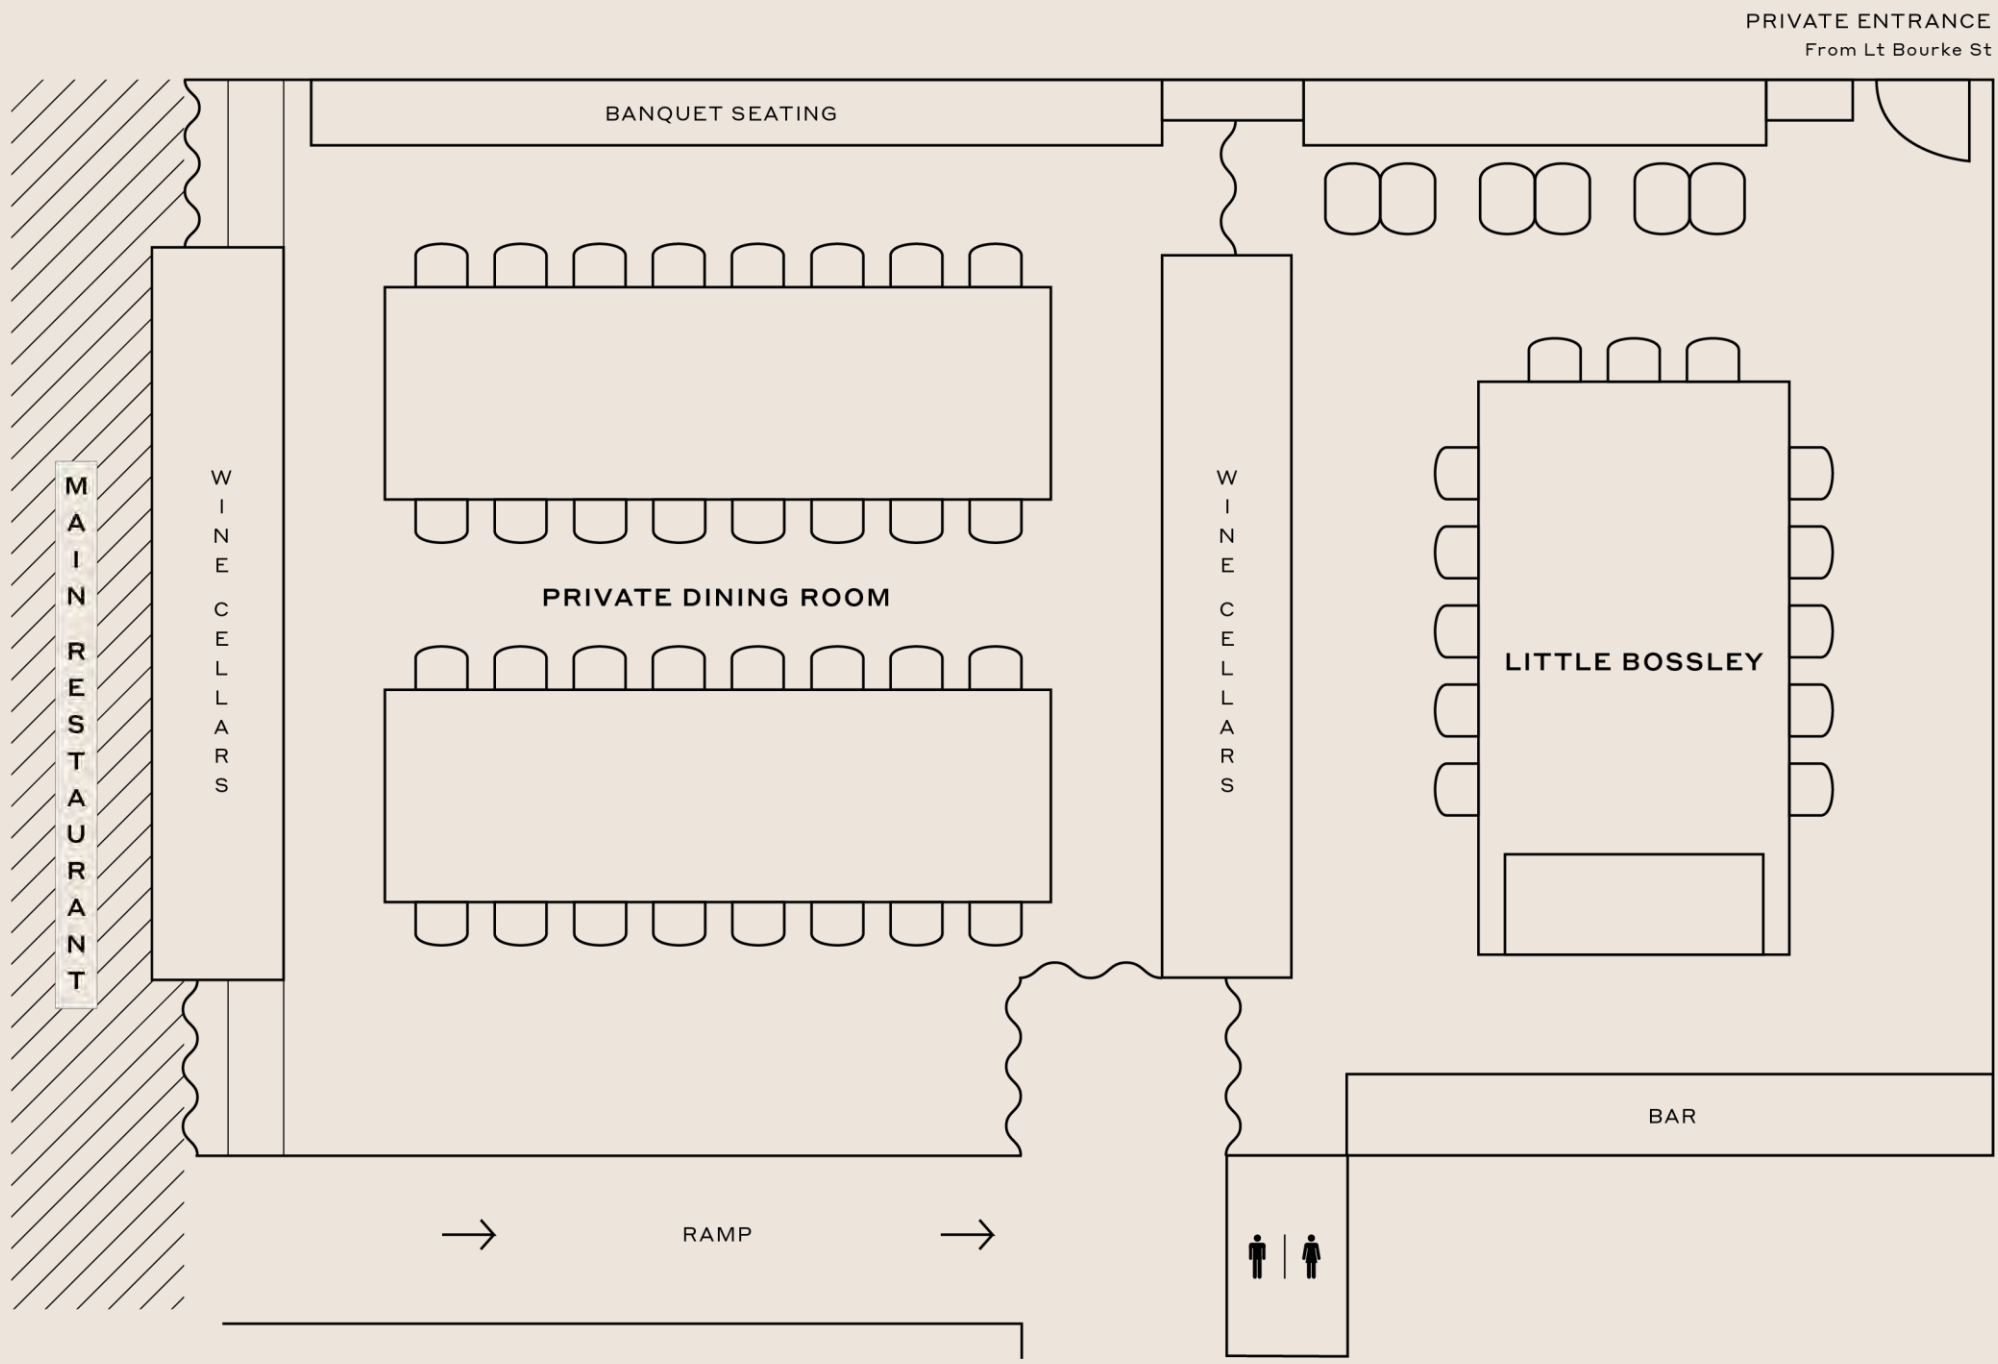 PRIVATE ENTRANCE
From Lt Bourke St
BANQUET SEATING
MAIN RESTAURANT
WINE CELLARS
PRIVATE DINING ROOM
WINE CELLARS
LITTLE BOSSLEY
BAR
RAMP